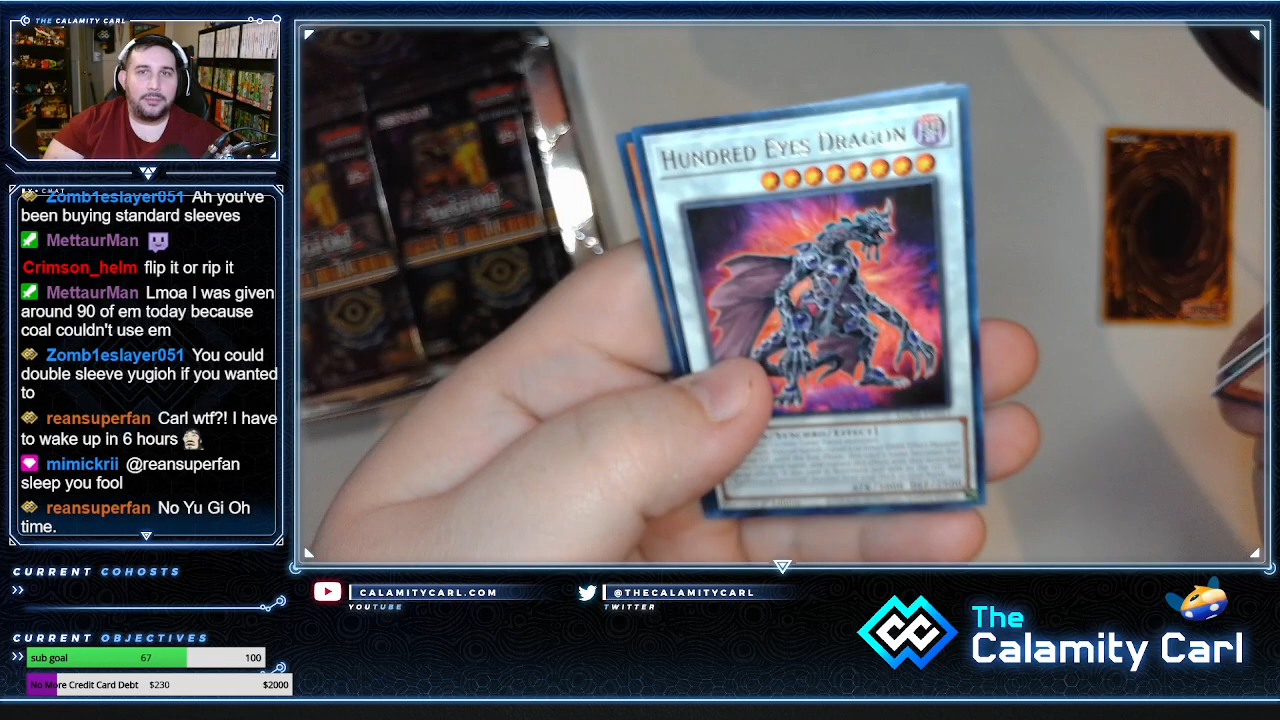 THE CALAMITY CARL
CHAT
Zomb1eslayer051 Ah you've
been buying standard sleeves
MettaurMan
Crimson_helm flip it or rip it
MettaurMan Lmoa I was given
around 90 of em today because
coal couldn't use em
Zomb1eslayer051 You could
double sleeve yugioh if you wanted
to
reansuperfan Carl wtf?! I have
to wake up in 6 hours
mimickrii @reansuperfan
sleep you fool
reansuperfan No Yu Gi Oh
time.
CURRENT COHOSTS
CURRENT OBJECTIVES
sub goal 67 100
No More Credit Card Debt $230 $2000
HUNDRED EYES DRAGON
SYNCHRO/EFFECT]
CALAMITYCARL.COM
YOUTUBE
@THECALAMITYCARL
TWITTER
The
Calamity Carl